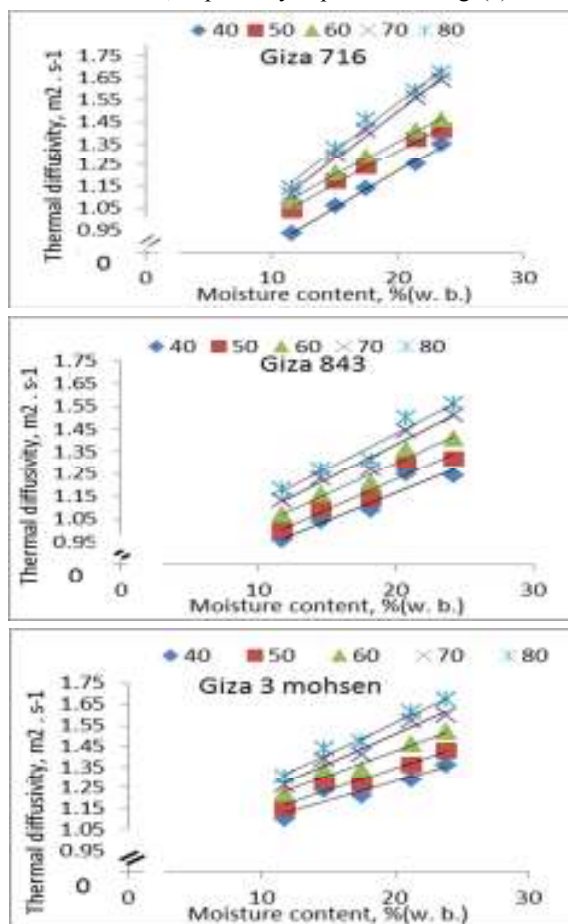 40 50 60 70 80
Giza 716
Thermal diffusivity, m2 . s-1
1.75
1.65
1.55
1.45
1.35
1.25
1.15
1.05
0.95
0
0 10 20 30
Moisture content, %(w. b.)
40 50 60 70 80
Giza 843
Thermal diffusivity, m2 . s-1
1.75
1.65
1.55
1.45
1.35
1.25
1.15
1.05
0.95
0
0 10 20 30
Moisture content, %(w. b.)
40 50 60 70 80
Giza 3 mohsen
Thermal diffusivity, m2 . s-1
1.75
1.65
1.55
1.45
1.35
1.25
1.15
1.05
0.95
0
0 10 20 30
Moisture content, %(w. b.)